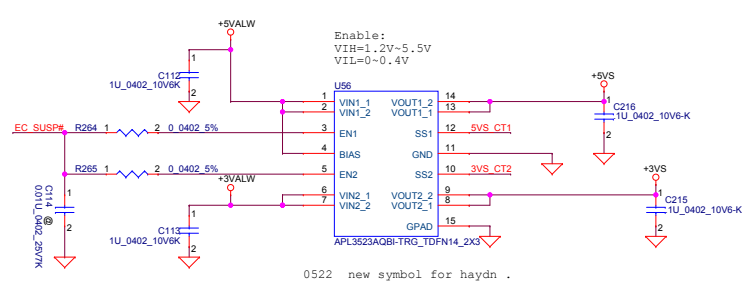 +5VALW
Enable:
VIH=1.2V~5.5V
VIL=0~0.4V
1
C112
1U_0402_10V6K
2
U56
+5VS
1 VIN1_1 VOUT1_2 14
2 VIN1_2 VOUT1_1 13
1
C216
1U_0402_10V6-K
2
EC_SUSP# R264 1 2 0_0402_5% 3 EN1 SS1 12 5VS_CT1
4 BIAS GND 11
R265 1 2 0_0402_5% 5 EN2 SS2 10 3VS_CT2
+3VALW
+3VS
6 VIN2_1 VOUT2_2 9
7 VIN2_2 VOUT2_1 8
1
C114
0.01U_0402_25V7K
@
2
1
C113
1U_0402_10V6K
2
GPAD 15
1
C215
1U_0402_10V6-K
2
APL3523AQBI-TRG_TDFN14_2X3
0522 new symbol for haydn .